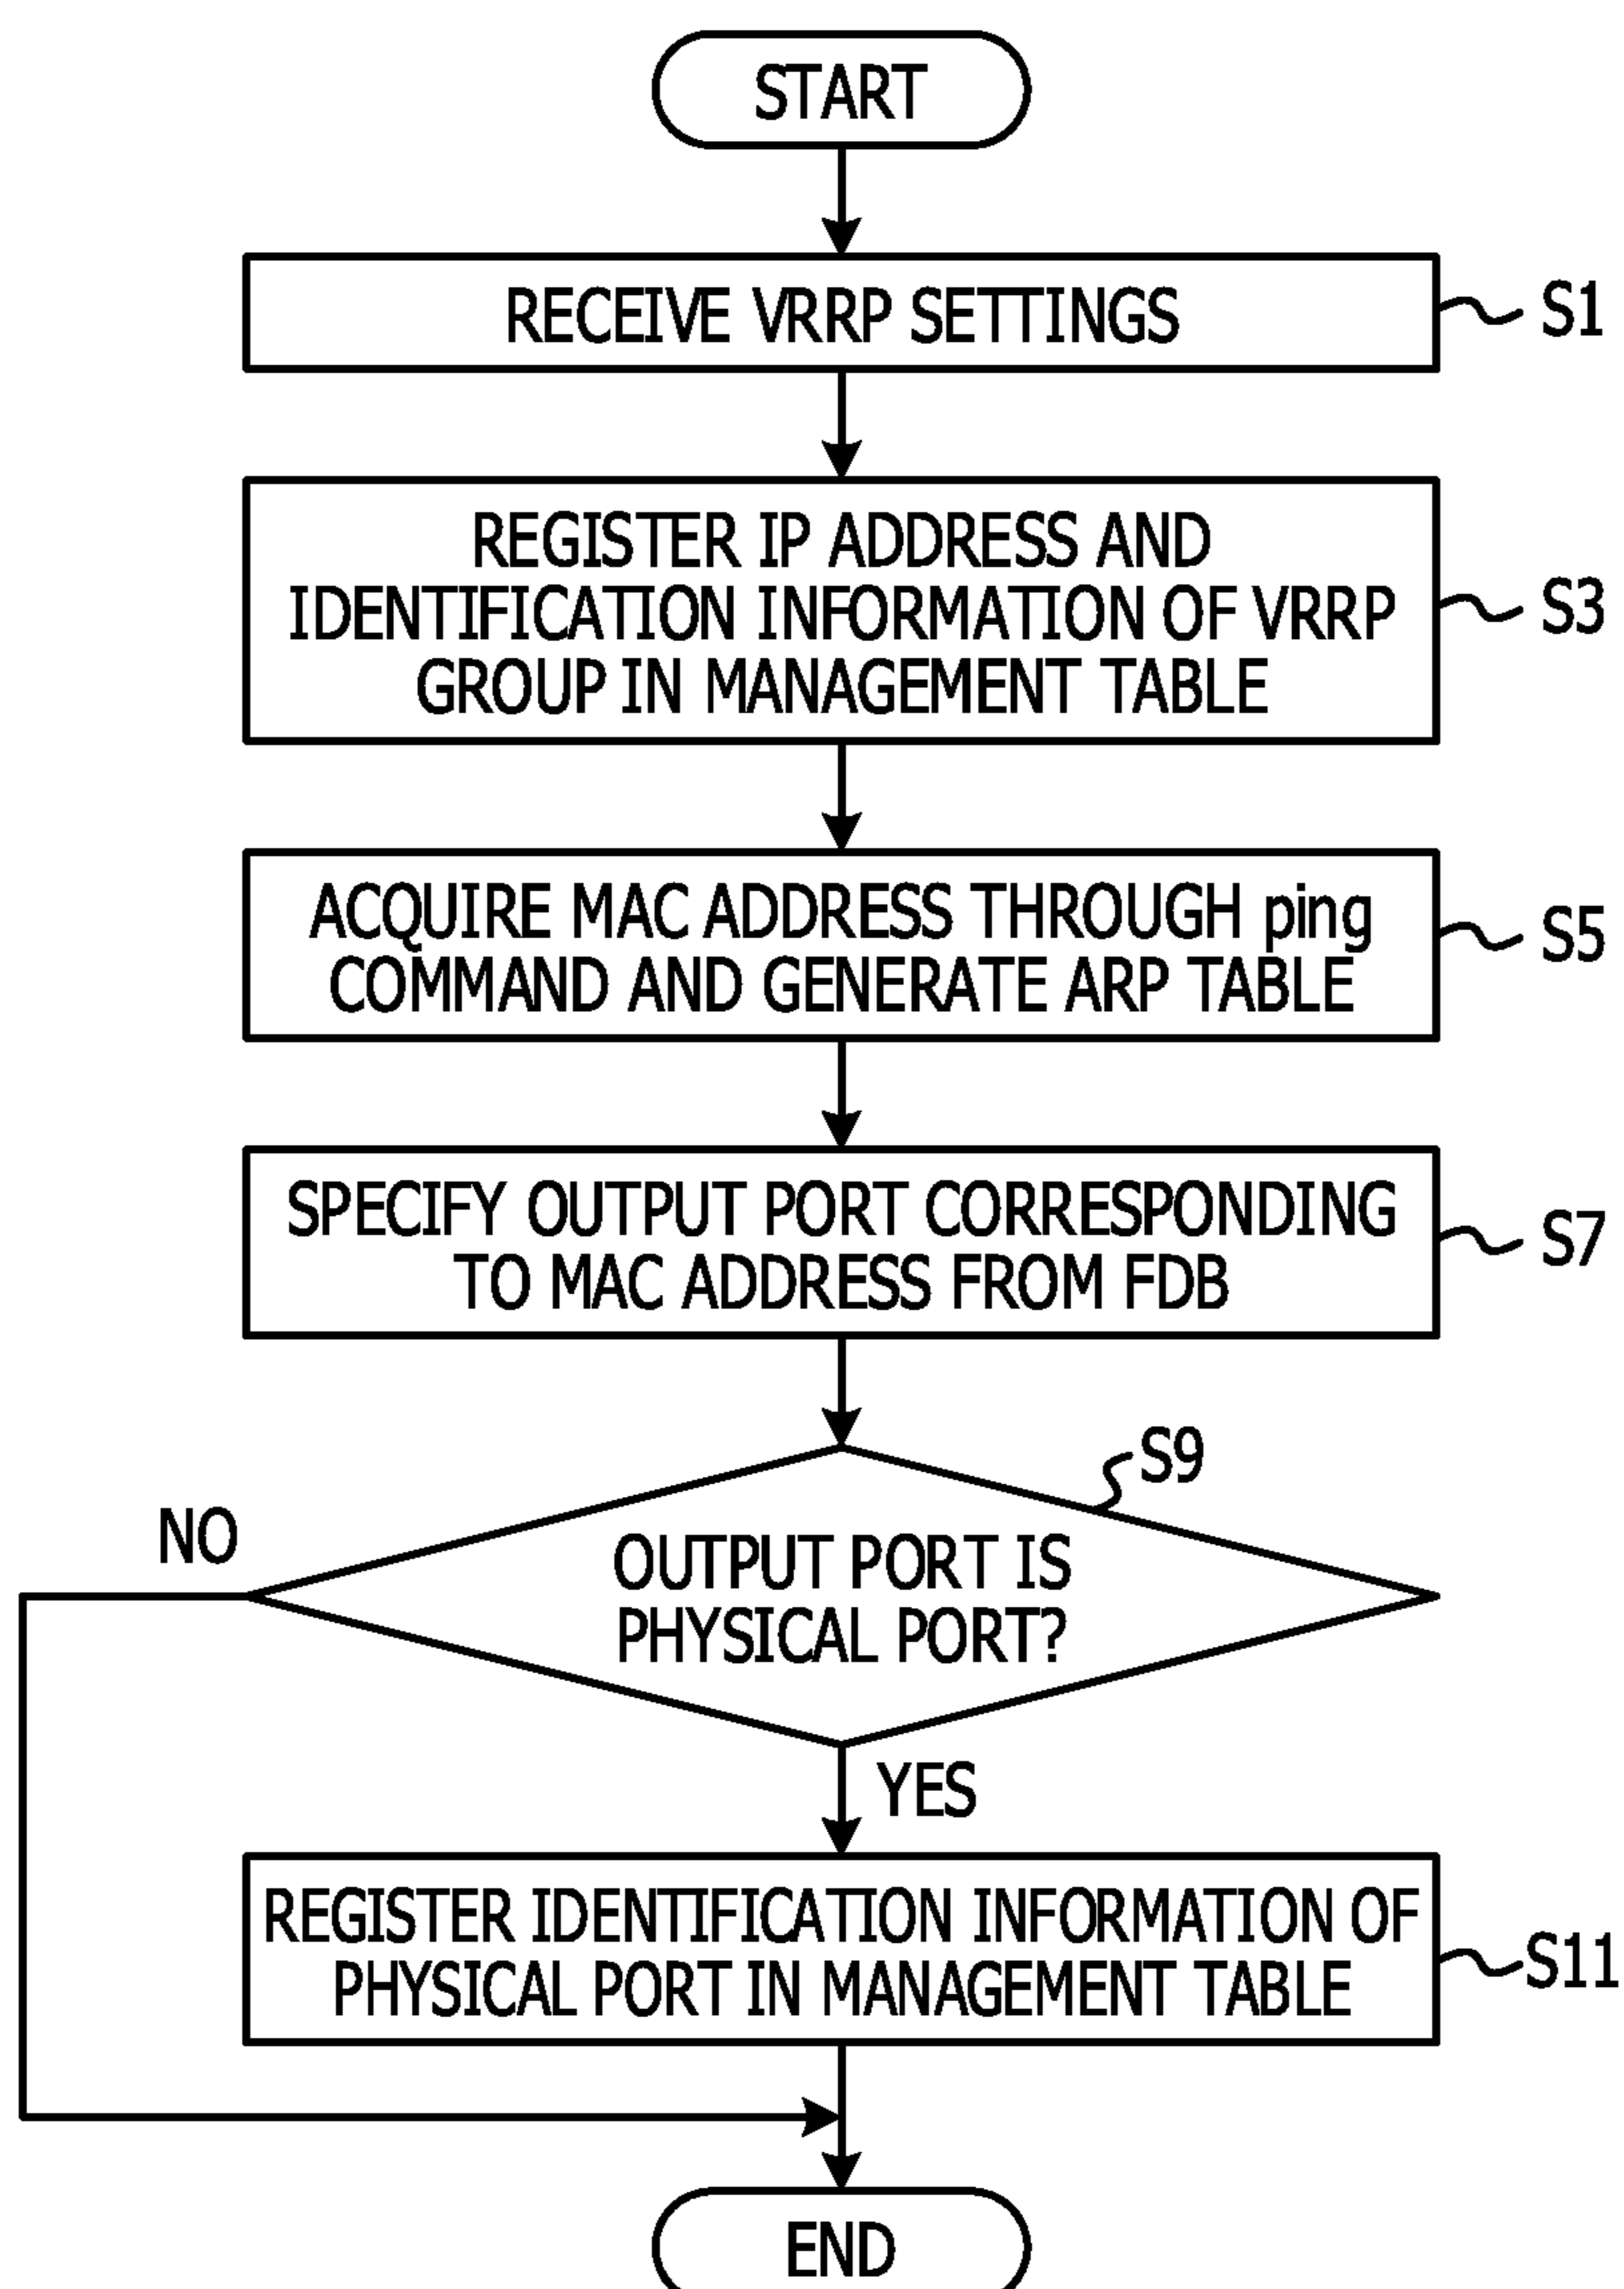 START
RECEIVE VRRP SETTINGS
S1
REGISTER IP ADDRESS AND
IDENTIFICATION INFORMATION OF VRRP
GROUP IN MANAGEMENT TABLE
S3
ACQUIRE MAC ADDRESS THROUGH ping
COMMAND AND GENERATE ARP TABLE
S5
SPECIFY OUTPUT PORT CORRESPONDING
TO MAC ADDRESS FROM FDB
S7
S9
NO
OUTPUT PORT IS
PHYSICAL PORT?
YES
REGISTER IDENTIFICATION INFORMATION OF
PHYSICAL PORT IN MANAGEMENT TABLE
S11
END